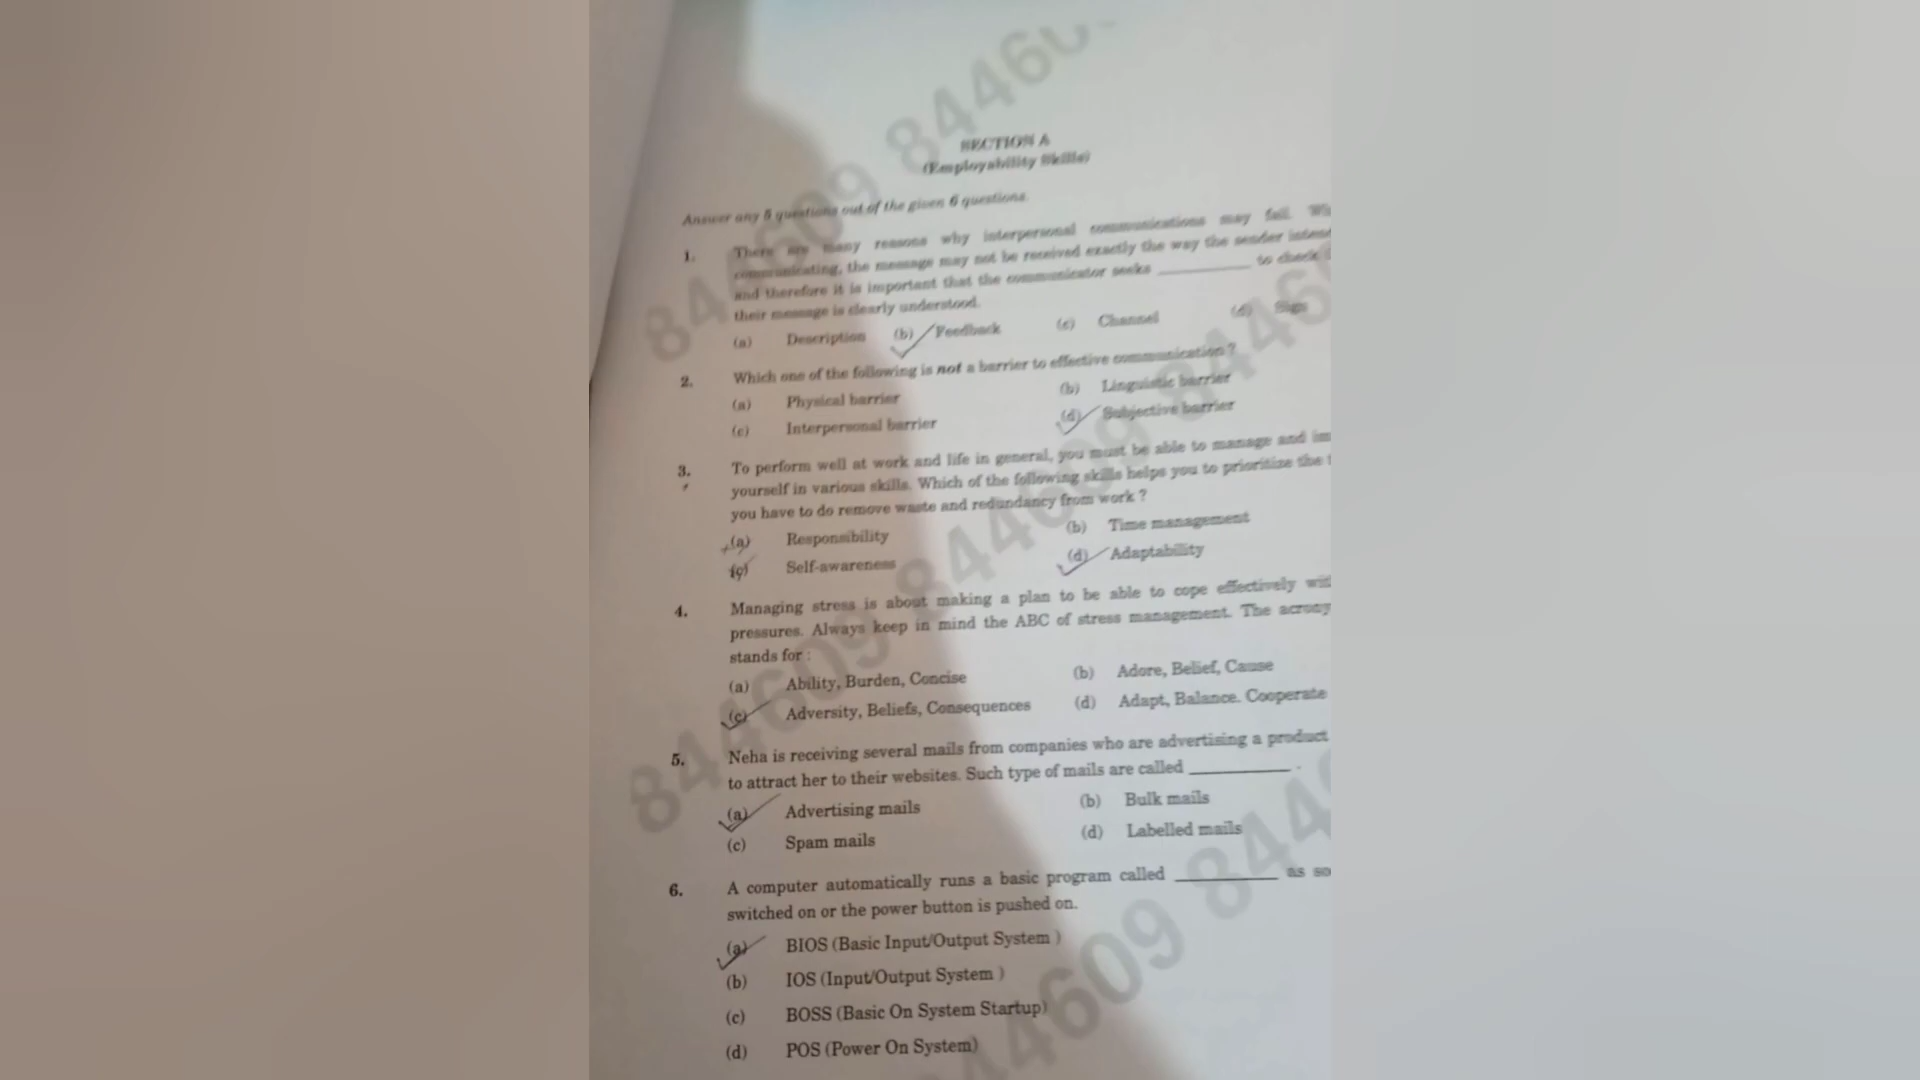 844609 844609
SECTION A
(Employability Skills)
Answer any 5 questions out of the given 6 questions.
1. There are many reasons why interpersonal communications may fail.
communicating, the message may not be received exactly the way the sender
and therefore it is important that the communicator seeks __________ to check
their message is clearly understood.
(a) Description (b) Feedback (c) Channel (d)
2. Which one of the following is not a barrier to effective communication ?
(a) Physical barrier (b) Linguistic barrier
(c) Interpersonal barrier (d) Subjective barrier
3. To perform well at work and life in general, you must be able to manage and
yourself in various skills. Which of the following skills helps you to prioritize the
you have to do remove waste and redundancy from work ?
(a) Responsibility (b) Time management
(c) Self-awareness (d) Adaptability
4. Managing stress is about making a plan to be able to cope effectively
pressures. Always keep in mind the ABC of stress management. The
stands for :
(a) Ability, Burden, Concise (b) Adore, Belief, Cause
(c) Adversity, Beliefs, Consequences (d) Adapt, Balance. Cooperate
5. Neha is receiving several mails from companies who are advertising a product
to attract her to their websites. Such type of mails are called __________ .
(a) Advertising mails (b) Bulk mails
(c) Spam mails (d) Labelled mails
6. A computer automatically runs a basic program called __________ as
switched on or the power button is pushed on.
(a) BIOS (Basic Input/Output System )
(b) IOS (Input/Output System )
(c) BOSS (Basic On System Startup)
(d) POS (Power On System)
844609 844609 844609